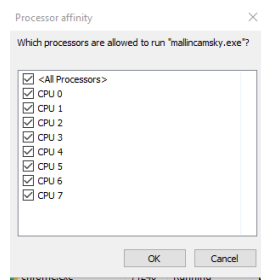 Processor affinity
Which processors are allowed to run "mallincamsky.exe"?
<All Processors>
CPU 0
CPU 1
CPU 2
CPU 3
CPU 4
CPU 5
CPU 6
CPU 7
OK Cancel